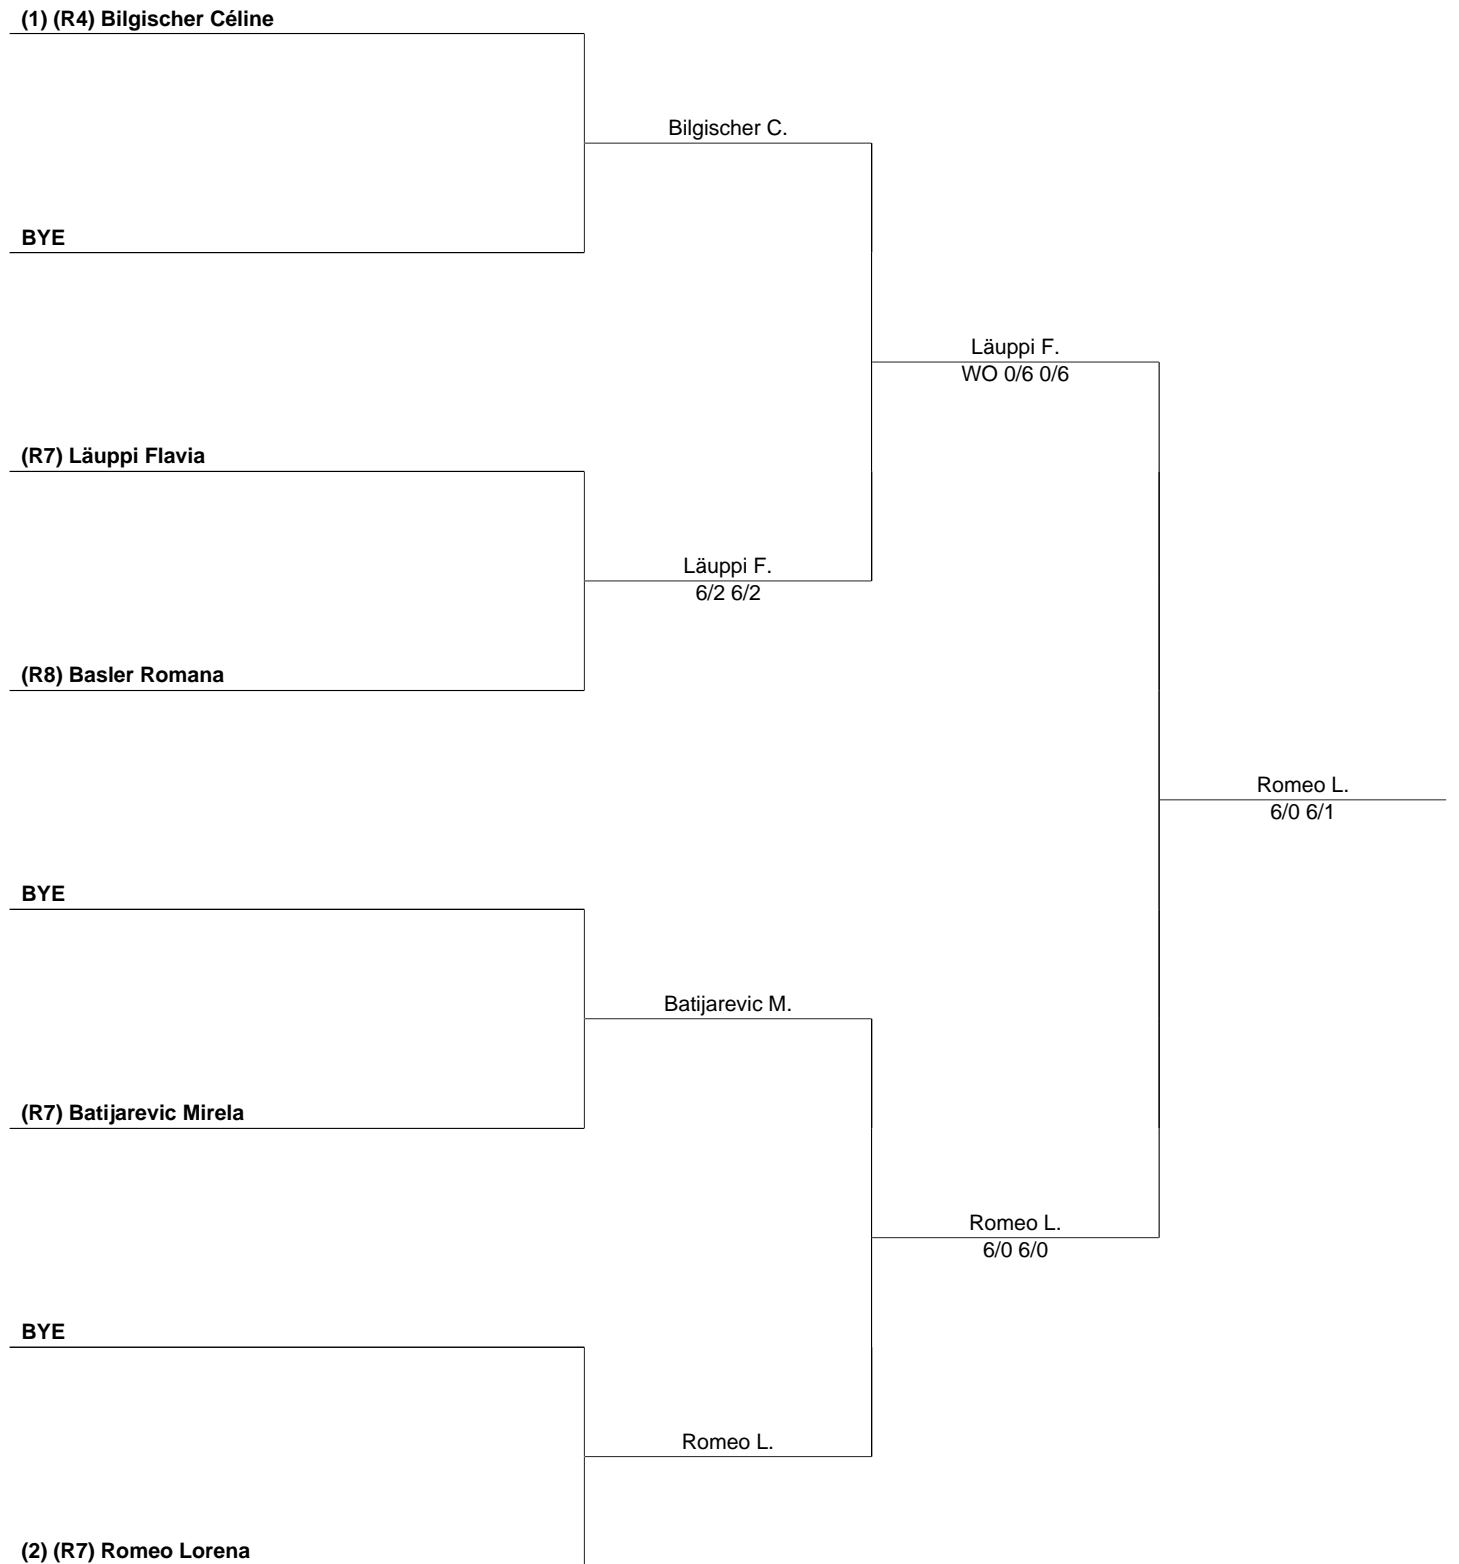 (1) (R4) Bilgischer Céline
Bilgischer C.
BYE
Läuppi F.
WO 0/6 0/6
(R7) Läuppi Flavia
Läuppi F.
6/2 6/2
(R8) Basler Romana
Romeo L.
6/0 6/1
BYE
Batijarevic M.
(R7) Batijarevic Mirela
Romeo L.
6/0 6/0
BYE
Romeo L.
(2) (R7) Romeo Lorena